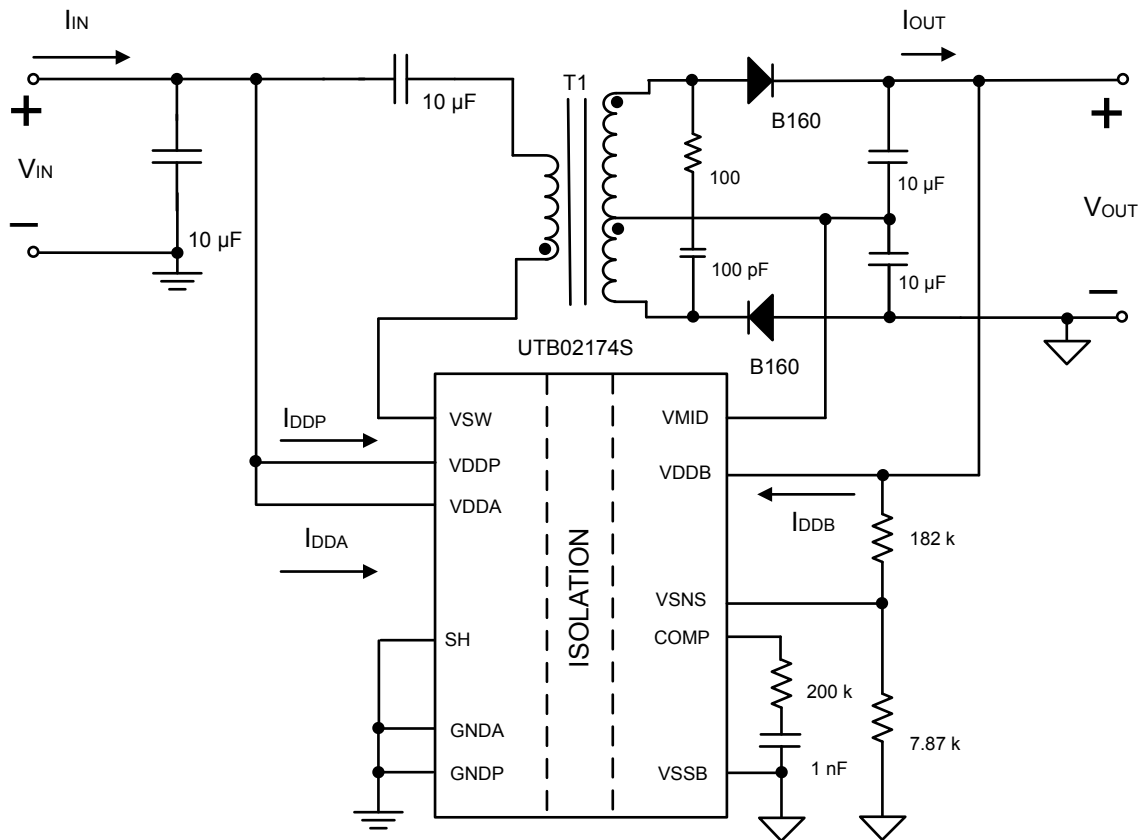 IIN
IOUT
T1
10 µF
B160
+
+
VIN
100
10 µF
VOUT
–
10 µF
100 pF
10 µF
–
UTB02174S
B160
IDDP
VSW
VMID
VDDP
VDDB
VDDA
IDDB
IDDA
182 k
ISOLATION
VSNS
SH
COMP
200 k
GNDA
7.87 k
GNDP
VSSB
1 nF